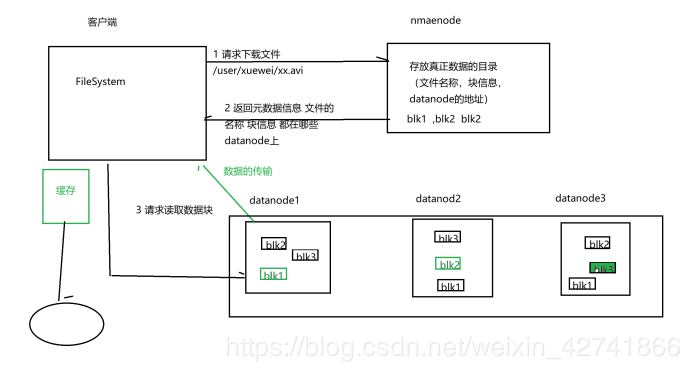 客户端
nmaenode
FileSystem
1 请求下载文件
/user/xuewei/xx.avi
存放真正数据的目录
（文件名称，块信息，
datanode的地址）
blk1 ,blk2 blk2
2 返回元数据信息 文件的
名称 块信息 都在哪些
datanode上
数据的传输
缓存
3 请求读取数据块
datanode1
datanod2
datanode3
blk2
blk3
blk1
blk3
blk2
blk1
blk2
blk3
blk1
https://blog.csdn.net/weixin_42741866